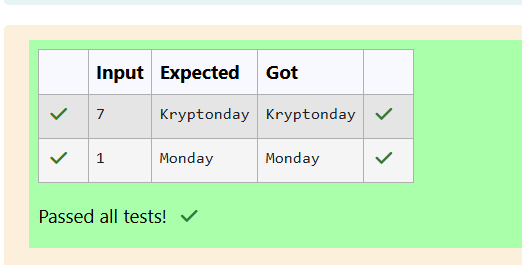 Input Expected Got
7 Kryptonday Kryptonday
1 Monday Monday
Passed all tests!